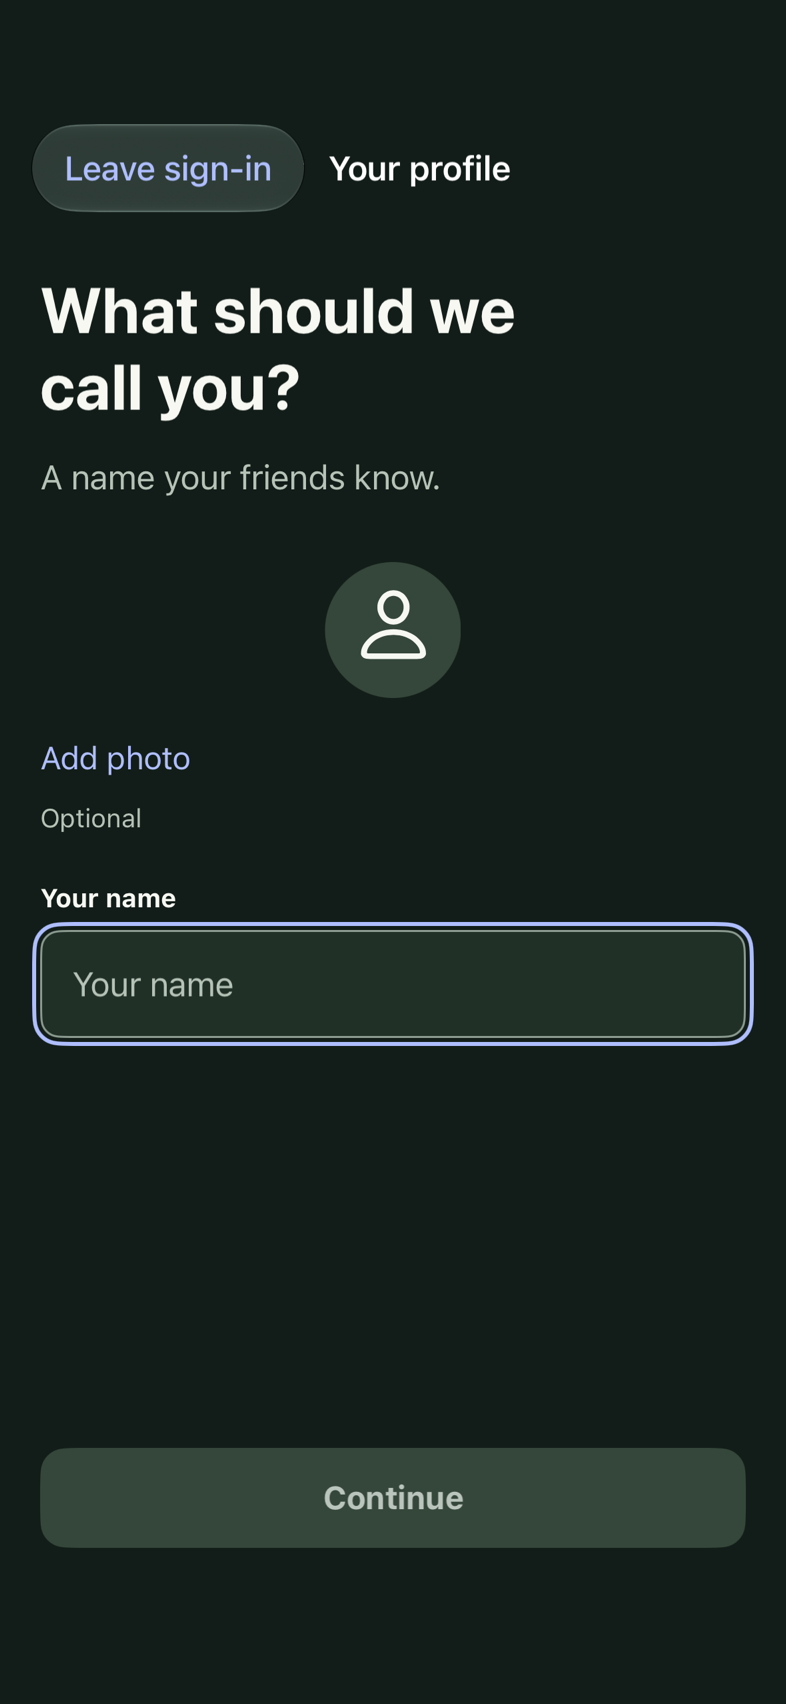 Leave sign-in Your profile
What should we
call you?
A name your friends know.
Add photo
Optional
Your name
Your name
Continue